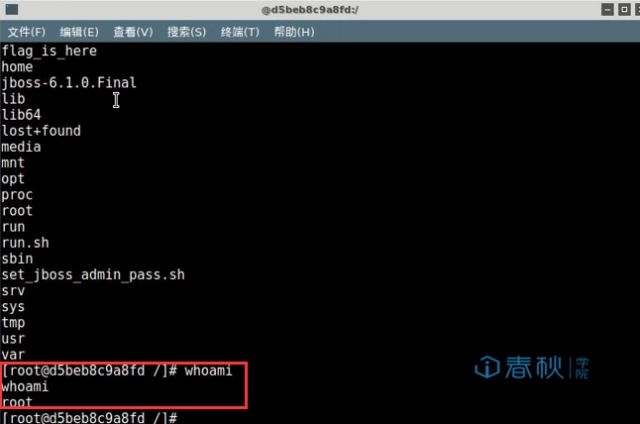 @d5beb8c9a8fd:/
文件(F) 编辑(E) 查看(V) 搜索(S) 终端(T) 帮助(H)
flag_is_here
home
jboss-6.1.0.Final
lib
lib64
lost+found
media
mnt
opt
proc
root
run
run.sh
sbin
set_jboss_admin_pass.sh
srv
sys
tmp
usr
var
[root@d5beb8c9a8fd /]# whoami
whoami
root
[root@d5beb8c9a8fd /]#
春秋学院